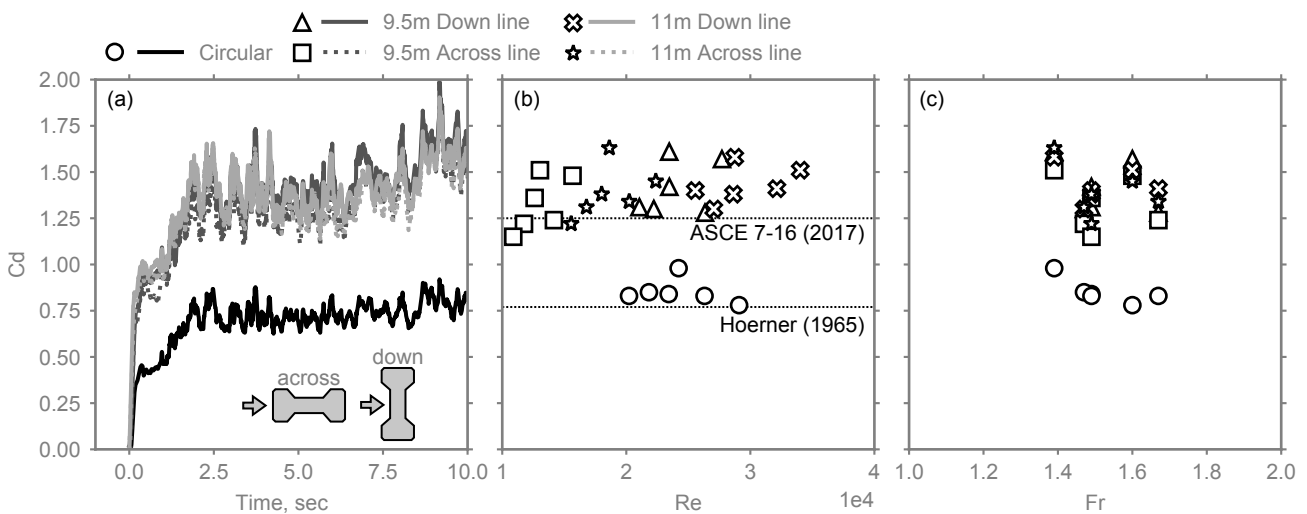 Circular
9.5m Down line
11m Down line
9.5m Across line
11m Across line
(a)
Cd
2.00
1.75
1.50
1.25
1.00
0.75
0.50
0.25
0.00
across
down
0.0 2.5 5.0 7.5 10.0
Time, sec
(b)
ASCE 7-16 (2017)
Hoerner (1965)
1 2 3 4
1e4
Re
(c)
1.0 1.2 1.4 1.6 1.8 2.0
Fr